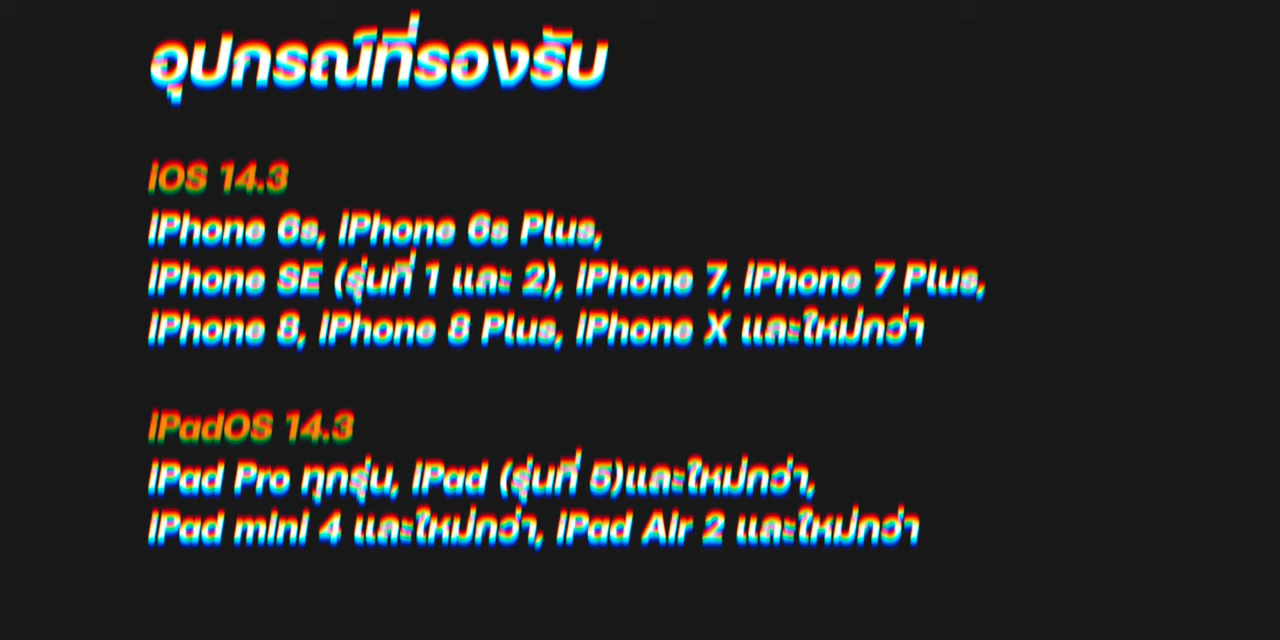 อุปกรณ์ที่รองรับ
iOS 14.3
iPhone 6s, iPhone 6s Plus,
iPhone SE (รุ่นที่ 1 และ 2), iPhone 7, iPhone 7 Plus,
iPhone 8, iPhone 8 Plus, iPhone X และใหม่กว่า
iPadOS 14.3
iPad Pro ทุกรุ่น, iPad (รุ่นที่ 5)และใหม่กว่า,
iPad mini 4 และใหม่กว่า, iPad Air 2 และใหม่กว่า